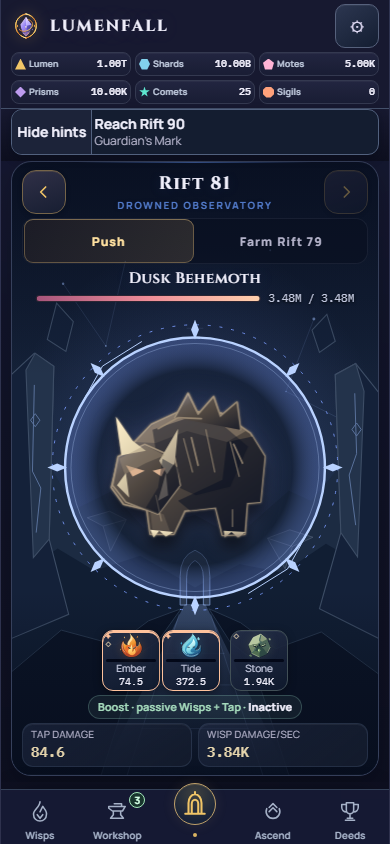 LUMENFALL
Lumen 1.00T Shards 10.00B Motes 5.00K
Prisms 10.00K Comets 25 Sigils 0
Hide hints
Reach Rift 90
Guardian's Mark
RIFT 81
DROWNED OBSERVATORY
Push Farm Rift 79
DUSK BEHEMOTH
3.48M / 3.48M
Ember Tide Stone
74.5 372.5 1.94K
Boost · passive Wisps + Tap · Inactive
TAP DAMAGE WISP DAMAGE/SEC
84.6 3.84K
3
Wisps Workshop Ascend Deeds